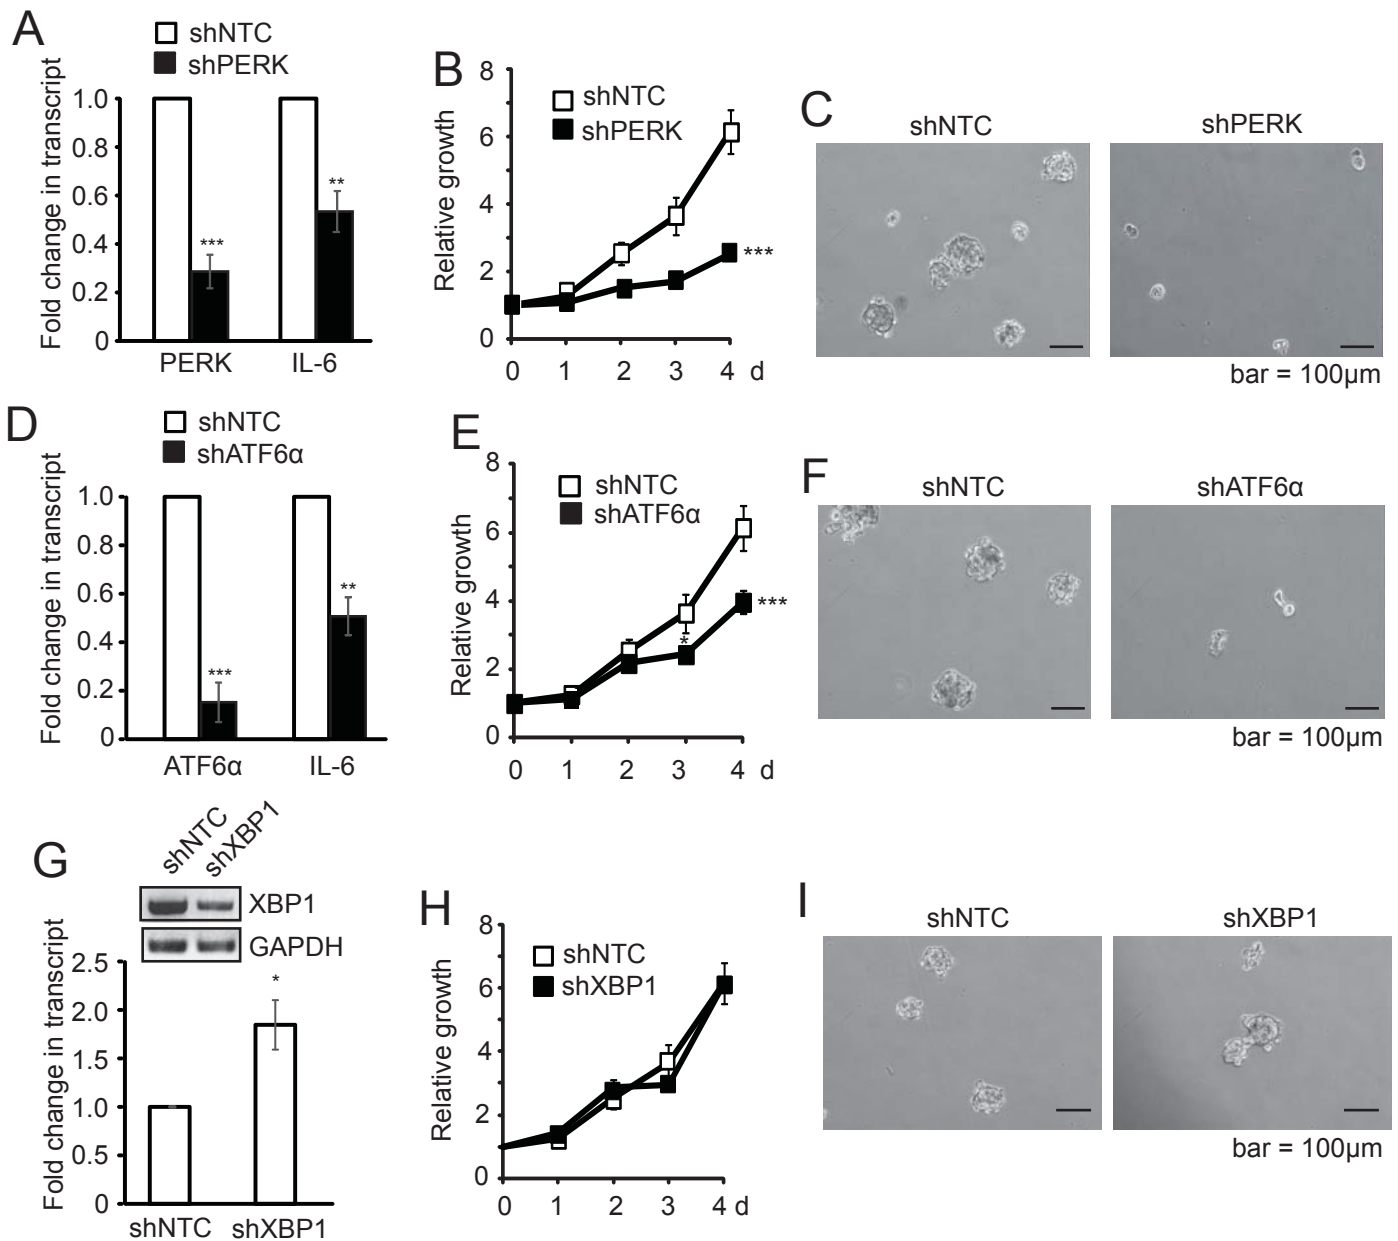 A
shNTC
shPERK
Fold change in transcript
1.0
0.8
0.6
0.4
0.2
0
***
**
PERK IL-6
B
shNTC
shPERK
Relative growth
8
6
4
2
0
***
0 1 2 3 4 d
C
shNTC shPERK
bar = 100µm
D
shNTC
shATF6α
Fold change in transcript
1.0
0.8
0.6
0.4
0.2
0
***
**
ATF6α IL-6
E
shNTC
shATF6α
Relative growth
8
6
4
2
0
*
***
0 1 2 3 4 d
F
shNTC shATF6α
bar = 100µm
G
shNTC
shXBP1
XBP1
GAPDH
Fold change in transcript
2.5
2.0
1.5
1.0
0.5
0
*
shNTC shXBP1
H
shNTC
shXBP1
Relative growth
8
6
4
2
0
0 1 2 3 4 d
I
shNTC shXBP1
bar = 100µm